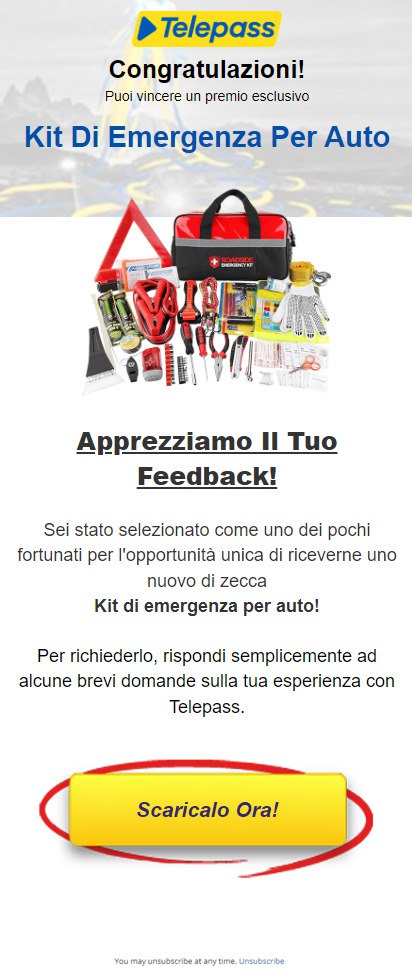 Telepass
Congratulazioni!
Puoi vincere un premio esclusivo
Kit Di Emergenza Per Auto
ROADSIDE
EMERGENCY KIT
Apprezziamo Il Tuo
Feedback!
Sei stato selezionato come uno dei pochi
fortunati per l'opportunità unica di riceverne uno
nuovo di zecca
Kit di emergenza per auto!
Per richiederlo, rispondi semplicemente ad
alcune brevi domande sulla tua esperienza con
Telepass.
Scaricalo Ora!
You may unsubscribe at any time. Unsubscribe